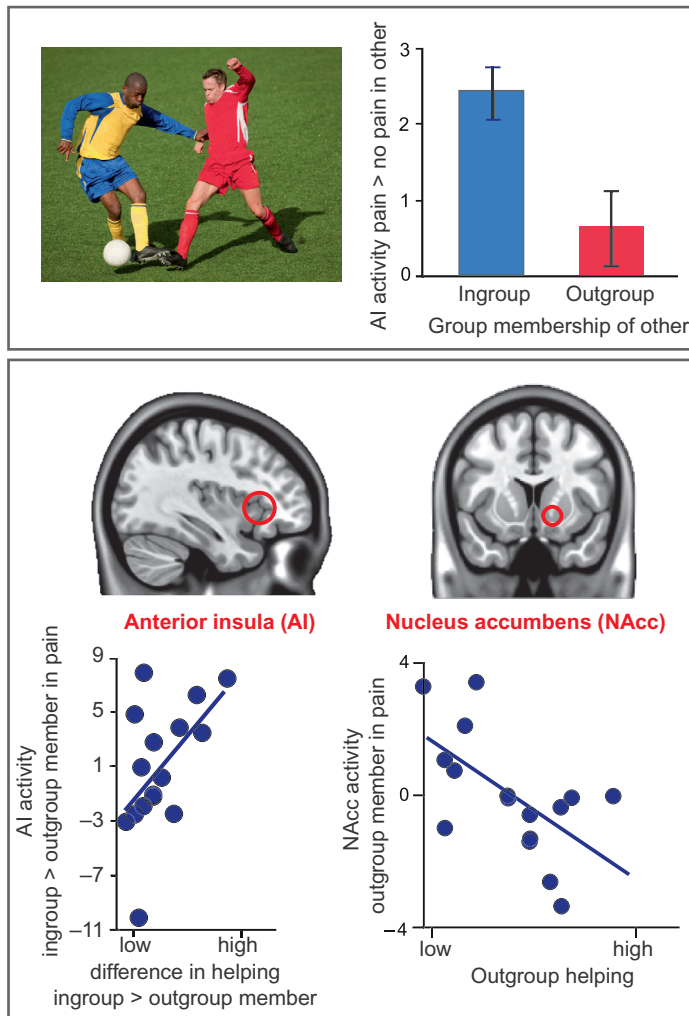 AI activity pain > no pain in other
3
2
1
0
Ingroup
Outgroup
Group membership of other
Anterior insula (AI)
Nucleus accumbens (NAcc)
AI activity
ingroup > outgroup member in pain
9
5
1
–3
–7
–11
low
high
difference in helping
ingroup > outgroup member
NAcc activity
outgroup member in pain
4
0
–4
low
high
Outgroup helping